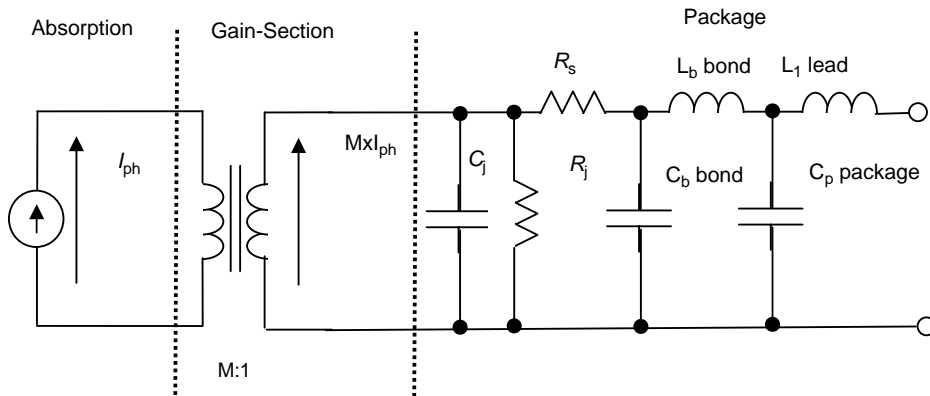 Package
Absorption
Gain-Section
R_s
L_b bond
L_1 lead
I_ph
MxI_ph
C_j
R_j
C_b bond
C_p package
M:1